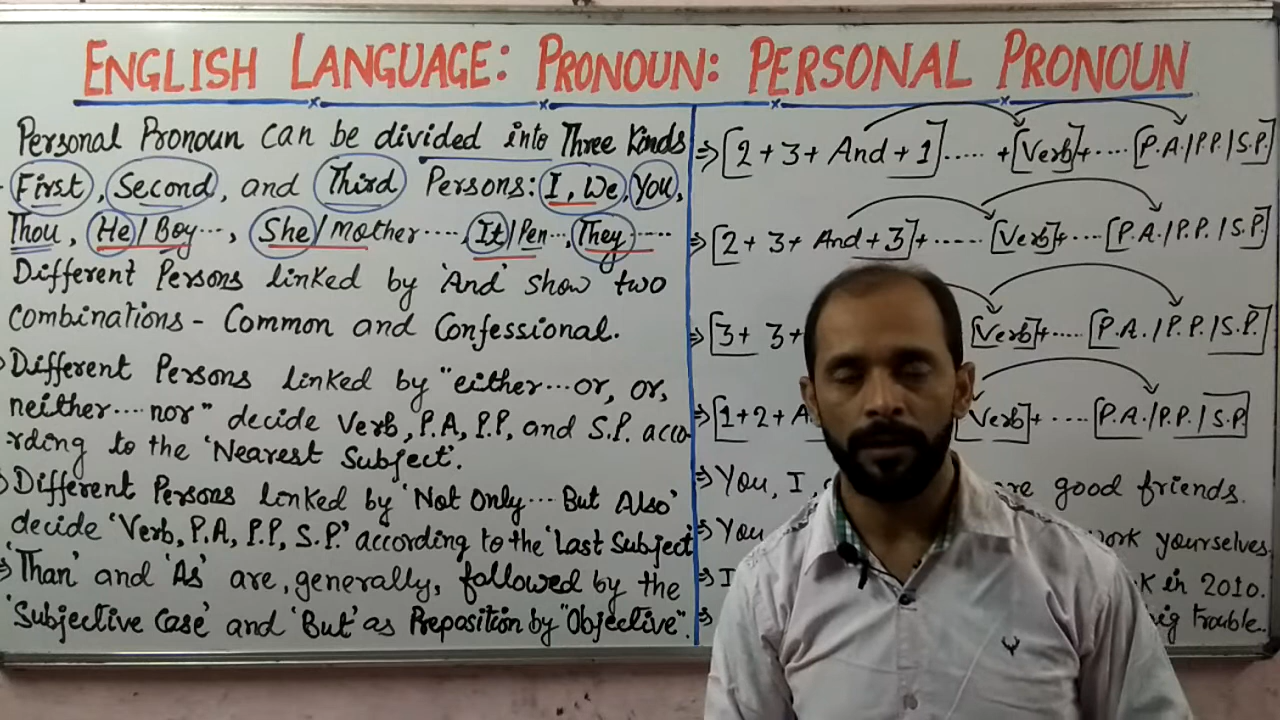 ENGLISH LANGUAGE: PRONOUN: PERSONAL PRONOUN
Personal Pronoun can be divided into Three Kinds
First, Second, and Third Persons: I, We, You,
Thou, He/Boy..., She/Mother...., It/Pen..., They......
Different Persons linked by 'And' show two
combinations - Common and Confessional.
Different Persons linked by "either...or, or,
neither....nor" decide Verb, P.A, P.P, and S.P. acco-
rding to the 'Nearest Subject'.
Different Persons linked by 'Not Only...But Also'
decide 'Verb, P.A, P.P, S.P.' according to the 'Last Subject'
⇒ 'Than' and 'As' are, generally, followed by the
'Subjective Case' and 'But' as Preposition by "Objective".
⇒ [2 + 3 + And + 1] ..... + [Verb] + .... [P.A./P.P./S.P.]
⇒ [2 + 3 + And + 3] + ...... [Verb] + .... [P.A./P.P./S.P.]
⇒ [3 + 3 + [Verb] + ..... [P.A./P.P./S.P.]
⇒ [1 + 2 + A [Verb] + ..... [P.A./P.P./S.P.]
⇒ You, I good friends.
⇒ You work yourselves.
⇒ I in 2010.
⇒ big trouble..